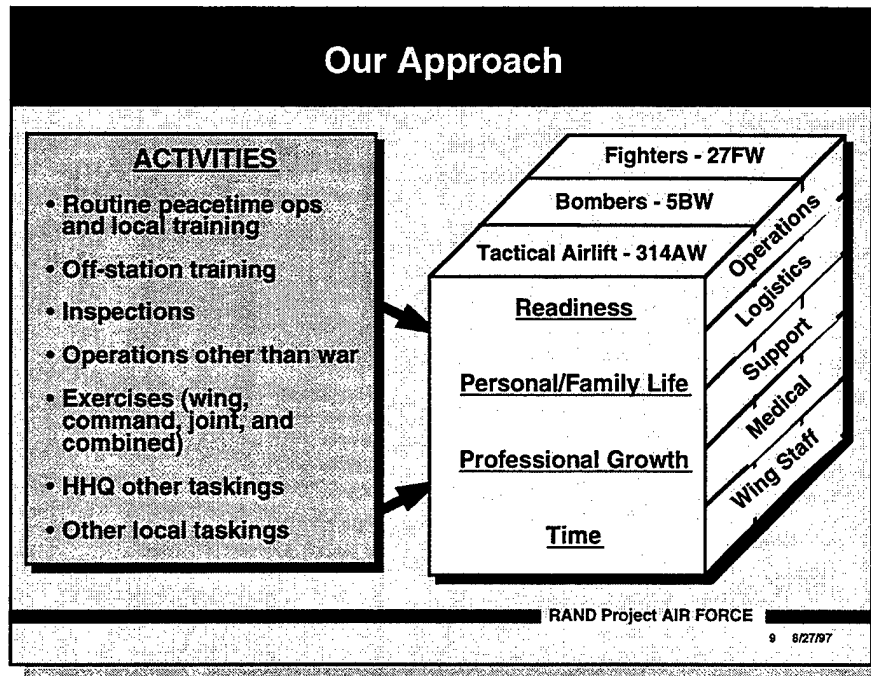 Our Approach
ACTIVITIES
• Routine peacetime ops
and local training
• Off-station training
• Inspections
• Operations other than war
• Exercises (wing,
command, joint, and
combined)
• HHQ other taskings
• Other local taskings
Fighters - 27FW
Bombers - 5BW
Tactical Airlift - 314AW
Readiness
Personal/Family Life
Professional Growth
Time
Operations
Logistics
Support
Medical
Wing Staff
RAND Project AIR FORCE
9 8/27/97